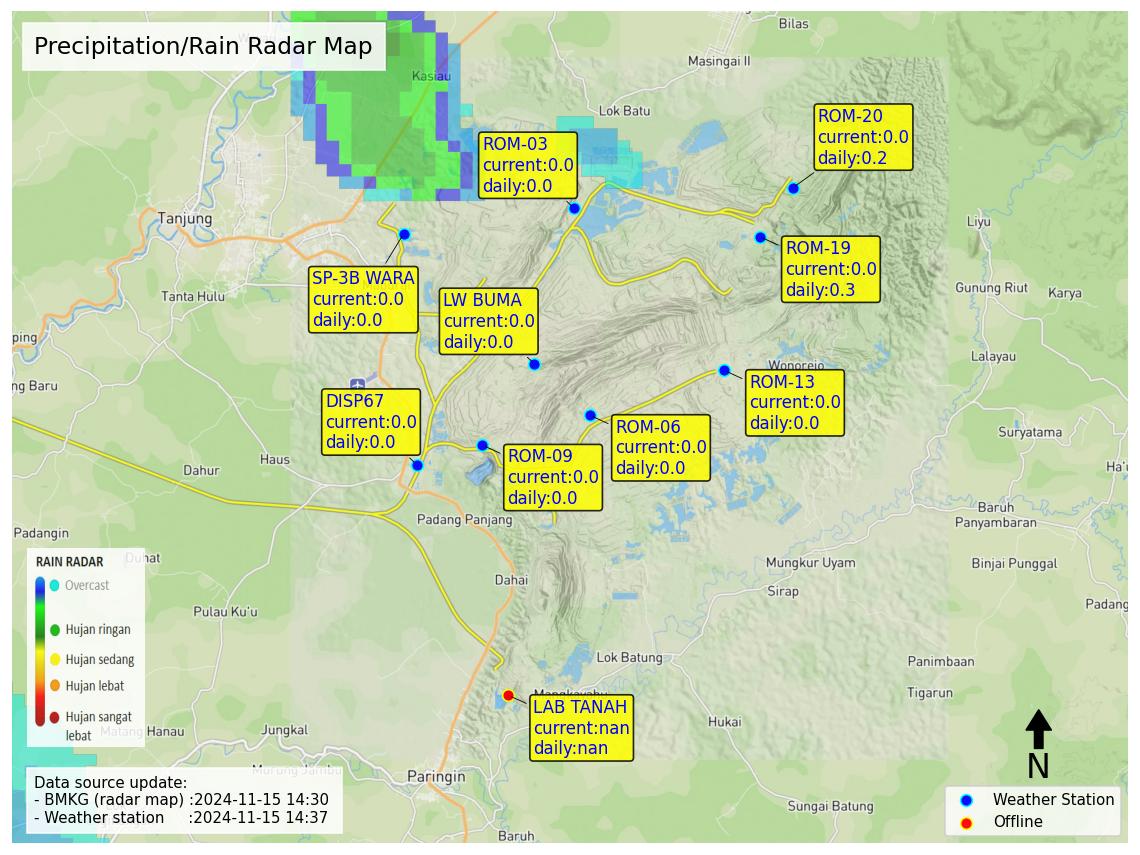 Precipitation/Rain Radar Map
Bilas
Masingai II
Kasiau
Lok Batu
ROM-20
current:0.0
daily:0.2
ROM-03
current:0.0
daily:0.0
Tanjung
Liyu
ROM-19
current:0.0
daily:0.3
SP-3B WARA
current:0.0
daily:0.0
LW BUMA
current:0.0
daily:0.0
Tanta Hulu
Gunung Riut
Karya
ping
Lalayau
ng Baru
Wonorejo
ROM-13
current:0.0
daily:0.0
DISP67
current:0.0
daily:0.0
ROM-06
current:0.0
daily:0.0
Suryatama
ROM-09
current:0.0
daily:0.0
Haus
Dahur
Ha'u
Padang Panjang
Baruh
Panyambaran
Padangin
Duhat
Mungkur Uyam
Binjai Punggal
Dahai
Sirap
Pulau Ku'u
Padang
RAIN RADAR
Overcast
Hujan ringan
Hujan sedang
Hujan lebat
Hujan sangat
lebat
Lok Batung
Panimbaan
Tigarun
Mangkayahu
LAB TANAH
current:nan
daily:nan
Hukai
Matang Hanau
Jungkal
Murung Jambu
Paringin
N
Data source update:
- BMKG (radar map) :2024-11-15 14:30
- Weather station :2024-11-15 14:37
Sungai Batung
Baruh
Weather Station
Offline